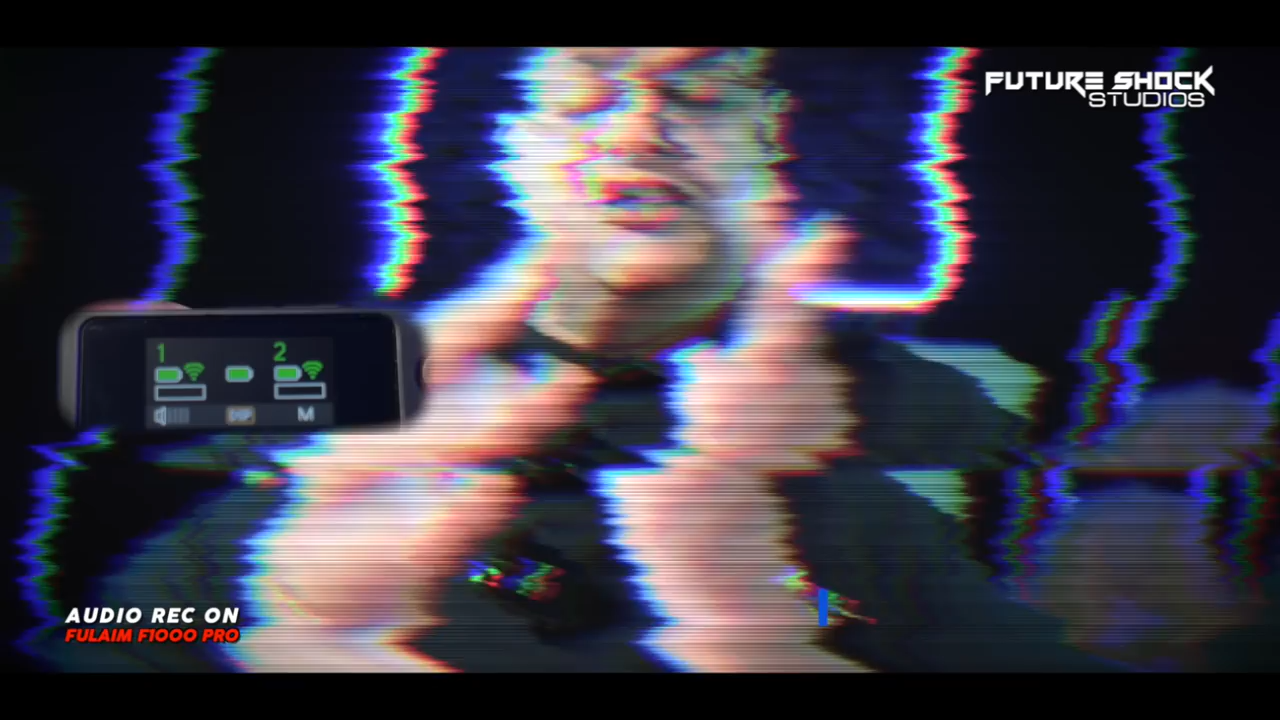 FUTURE SHOCK
STUDIOS
1 2
M
AUDIO REC ON
FULAIM F1000 PRO